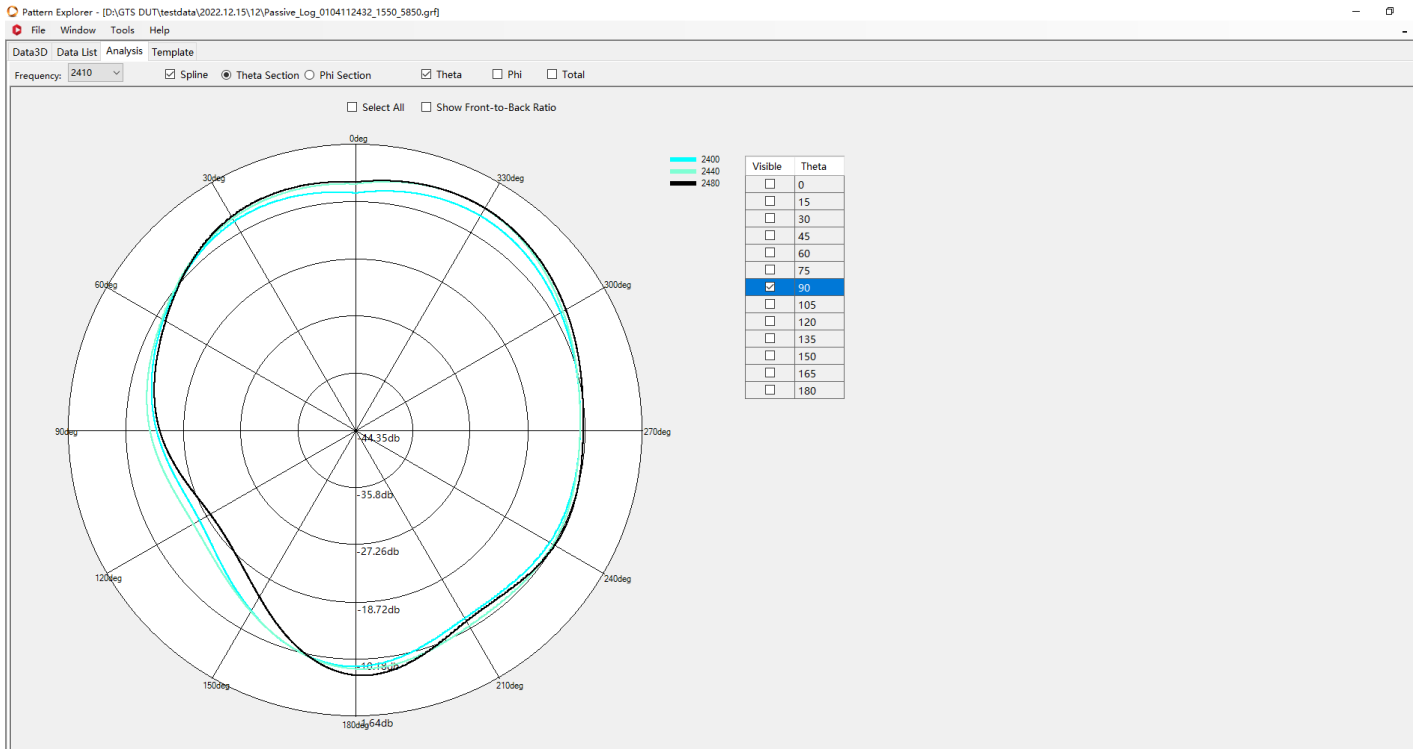 Pattern Explorer - [D:\GTS DUT\testdata\2022.12.15\12\Passive_Log_0104112432_1550_5850.grf]
File Window Tools Help
Data3D Data List Analysis Template
Frequency: 2410 Spline Theta Section Phi Section Theta Phi Total
Select All Show Front-to-Back Ratio
0deg
30deg
330deg
60deg
300deg
90deg
270deg
120deg
240deg
150deg
210deg
180deg
-44.35db
-35.8db
-27.26db
-18.72db
-10.18db
-1.64db
2400
2440
2480
Visible Theta
0
15
30
45
60
75
90
105
120
135
150
165
180